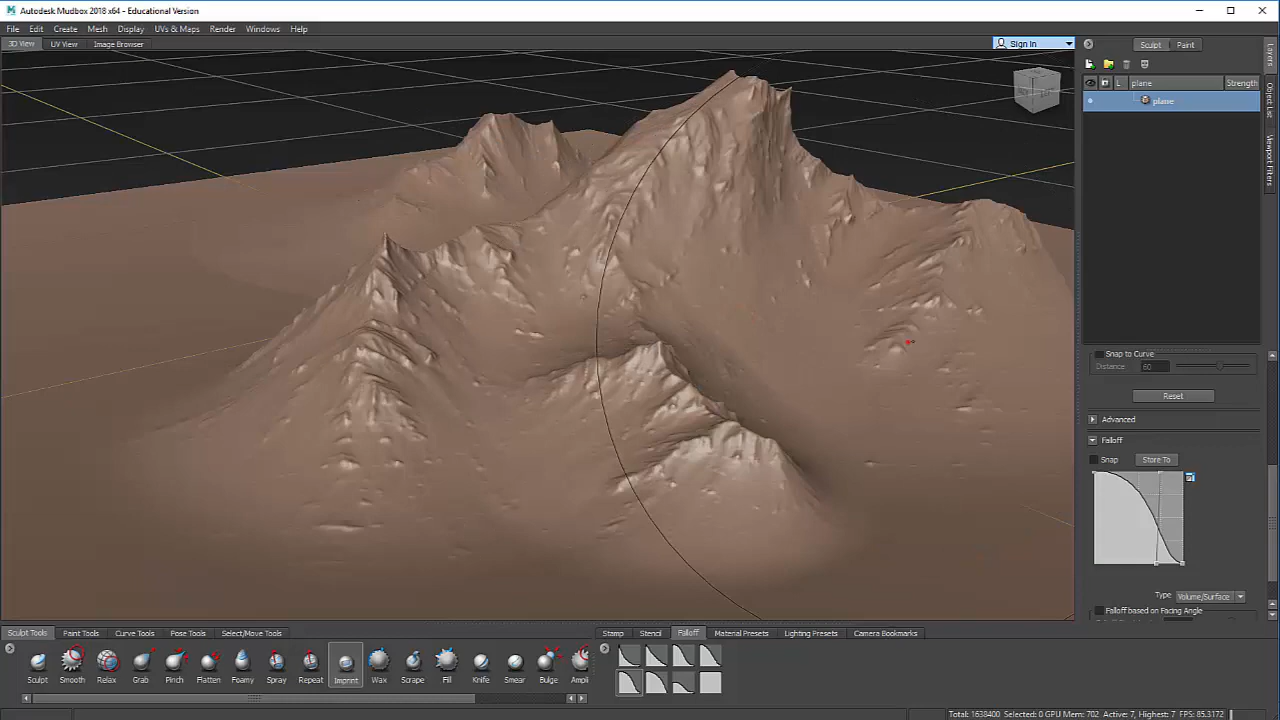 Autodesk Mudbox 2018 x64 - Educational Version
File Edit Create Mesh Display UVs & Maps Render Windows Help
3D View UV View Image Browser
Sign In
Sculpt Paint
L plane Strength
plane
Layers
Object List
Viewport Filters
Snap to Curve
Distance 60
Reset
Advanced
Falloff
Snap Store To
Type Volume/Surface
Falloff based on Facing Angle
Sculpt Tools Paint Tools Curve Tools Pose Tools Select/Move Tools
Stamp Stencil Falloff Material Presets Lighting Presets Camera Bookmarks
Sculpt Smooth Relax Grab Pinch Flatten Foamy Spray Repeat Imprint Wax Scrape Fill Knife Smear Bulge Ampli
Total: 1638400 Selected: 0 GPU Mem: 702 Active: 7, Highest: 7 FPS: 85.3172